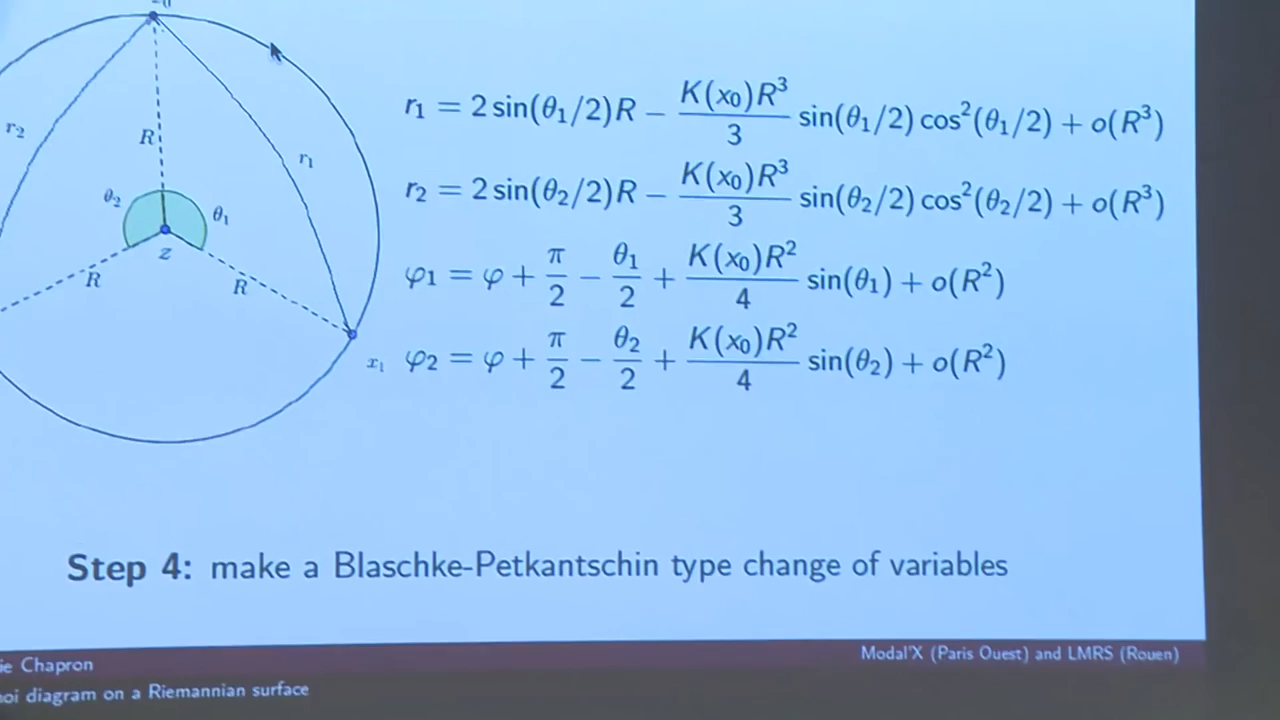 r₂
R
r₁
θ₂
θ₁
z
R
R
x₁
r₁ = 2 sin(θ₁/2)R − K(x₀)R³/3 sin(θ₁/2) cos²(θ₁/2) + o(R³)
r₂ = 2 sin(θ₂/2)R − K(x₀)R³/3 sin(θ₂/2) cos²(θ₂/2) + o(R³)
φ₁ = φ + π/2 − θ₁/2 + K(x₀)R²/4 sin(θ₁) + o(R²)
φ₂ = φ + π/2 − θ₂/2 + K(x₀)R²/4 sin(θ₂) + o(R²)
Step 4: make a Blaschke-Petkantschin type change of variables
ie Chapron
Modal'X (Paris Ouest) and LMRS (Rouen)
noi diagram on a Riemannian surface